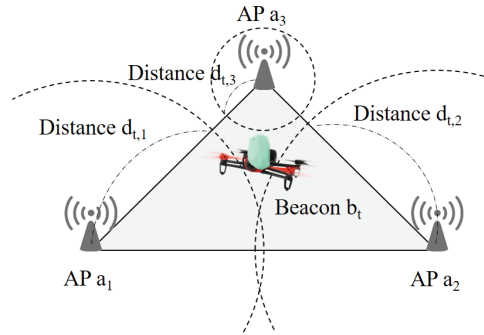 AP a3
Distance dt,3
Distance dt,1
Distance dt,2
Beacon bt
AP a1
AP a2